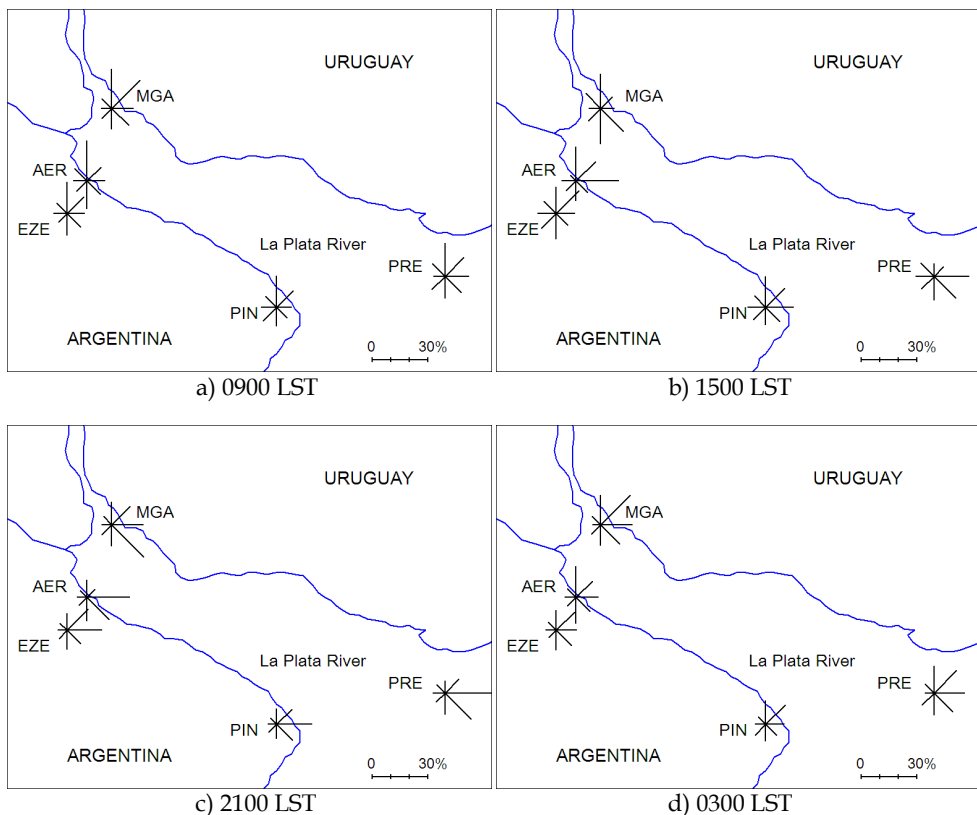 URUGUAY
MGA
AER
EZE
La Plata River
PRE
PIN
ARGENTINA
0 30%
a) 0900 LST
URUGUAY
MGA
AER
EZE
La Plata River
PRE
PIN
ARGENTINA
0 30%
b) 1500 LST
URUGUAY
MGA
AER
EZE
La Plata River
PRE
PIN
ARGENTINA
0 30%
c) 2100 LST
URUGUAY
MGA
AER
EZE
La Plata River
PRE
PIN
ARGENTINA
0 30%
d) 0300 LST